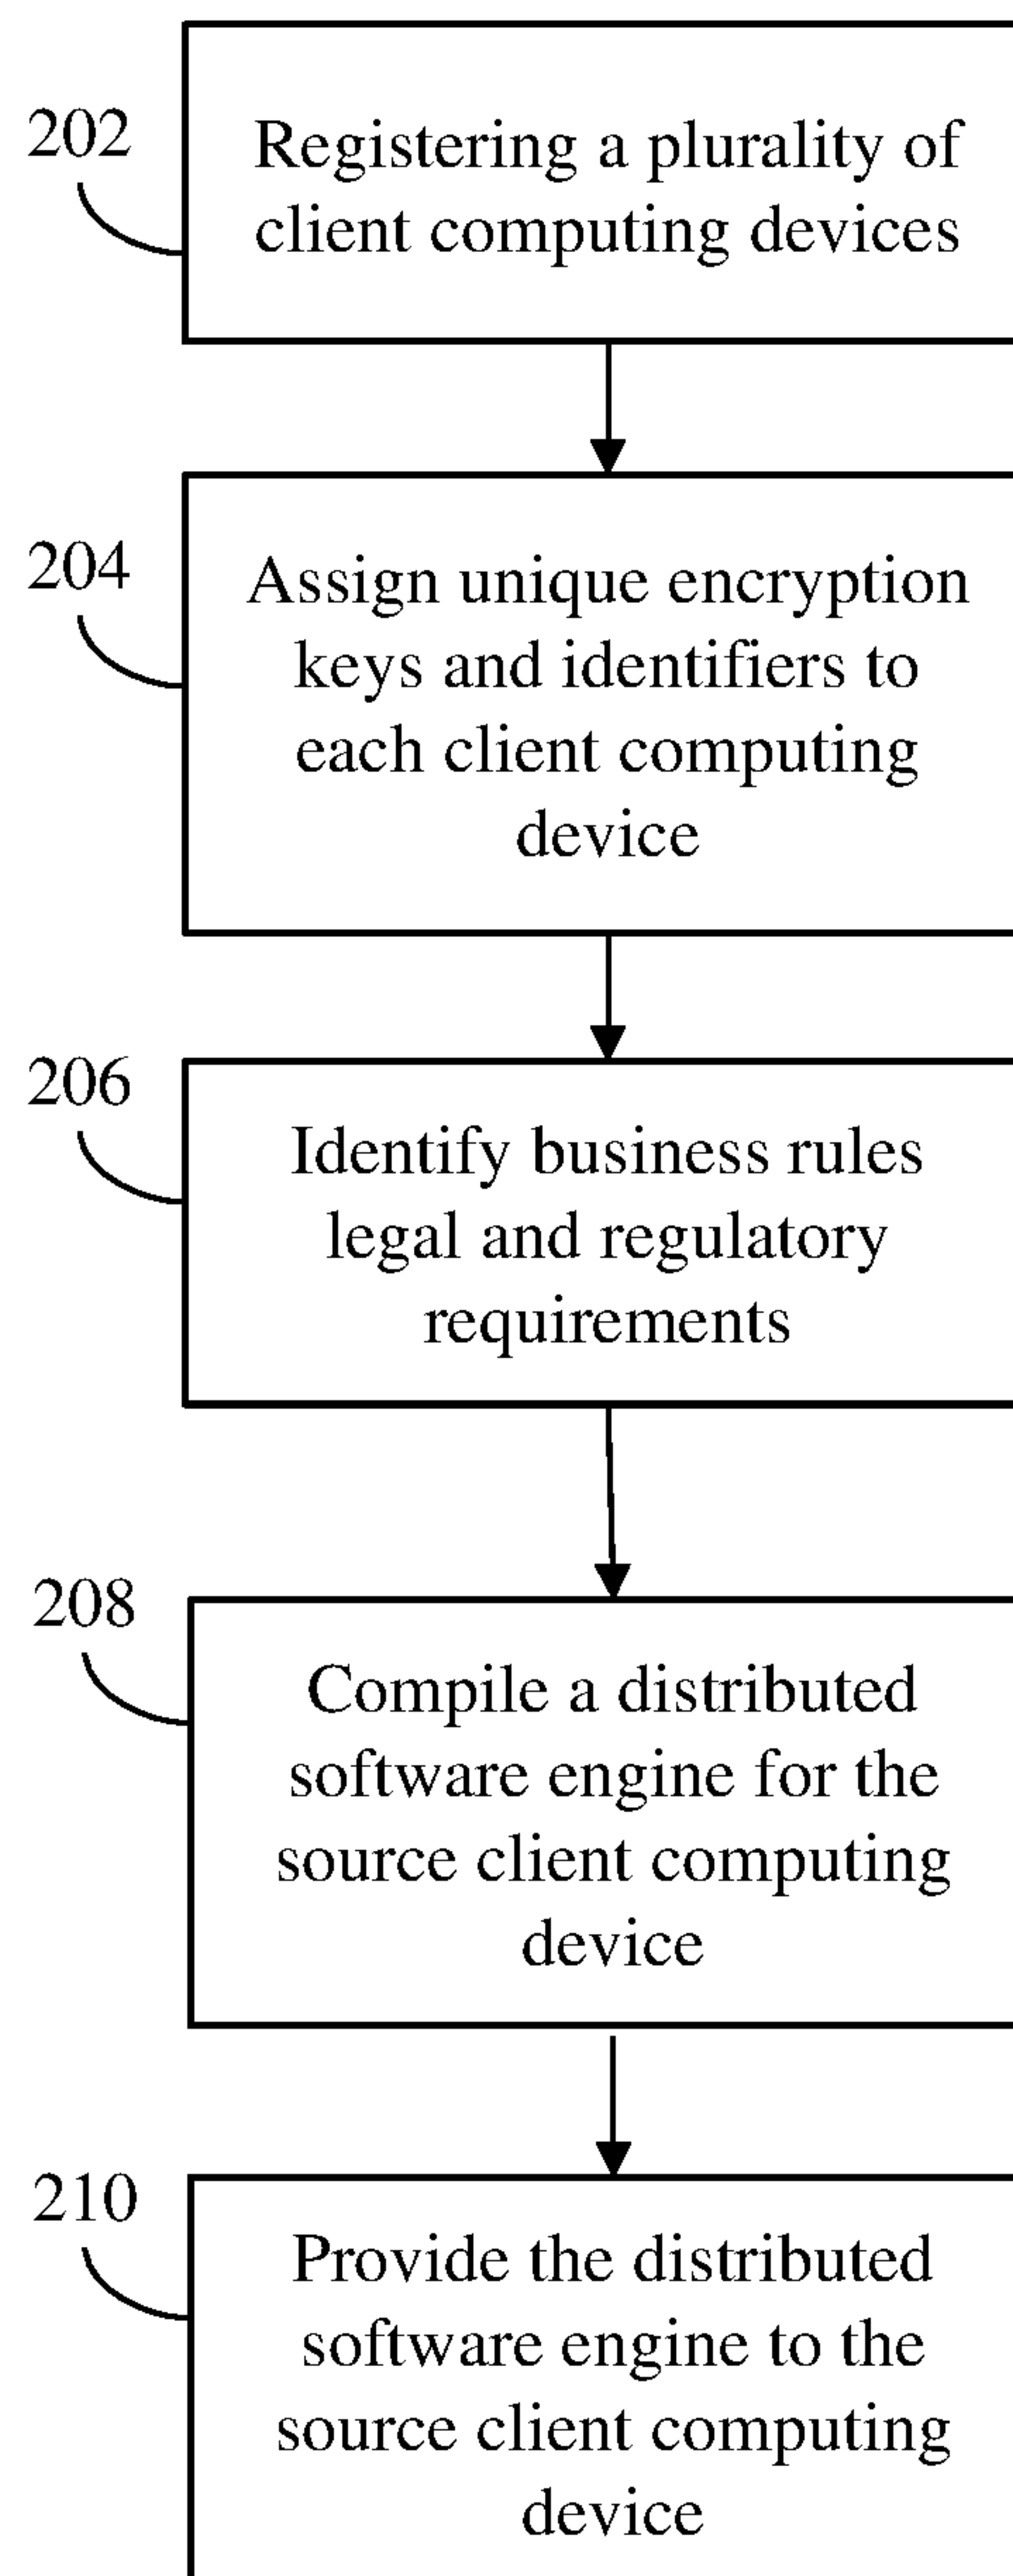 202
Registering a plurality of
client computing devices
204
Assign unique encryption
keys and identifiers to
each client computing
device
206
Identify business rules
legal and regulatory
requirements
208
Compile a distributed
software engine for the
source client computing
device
210
Provide the distributed
software engine to the
source client computing
device